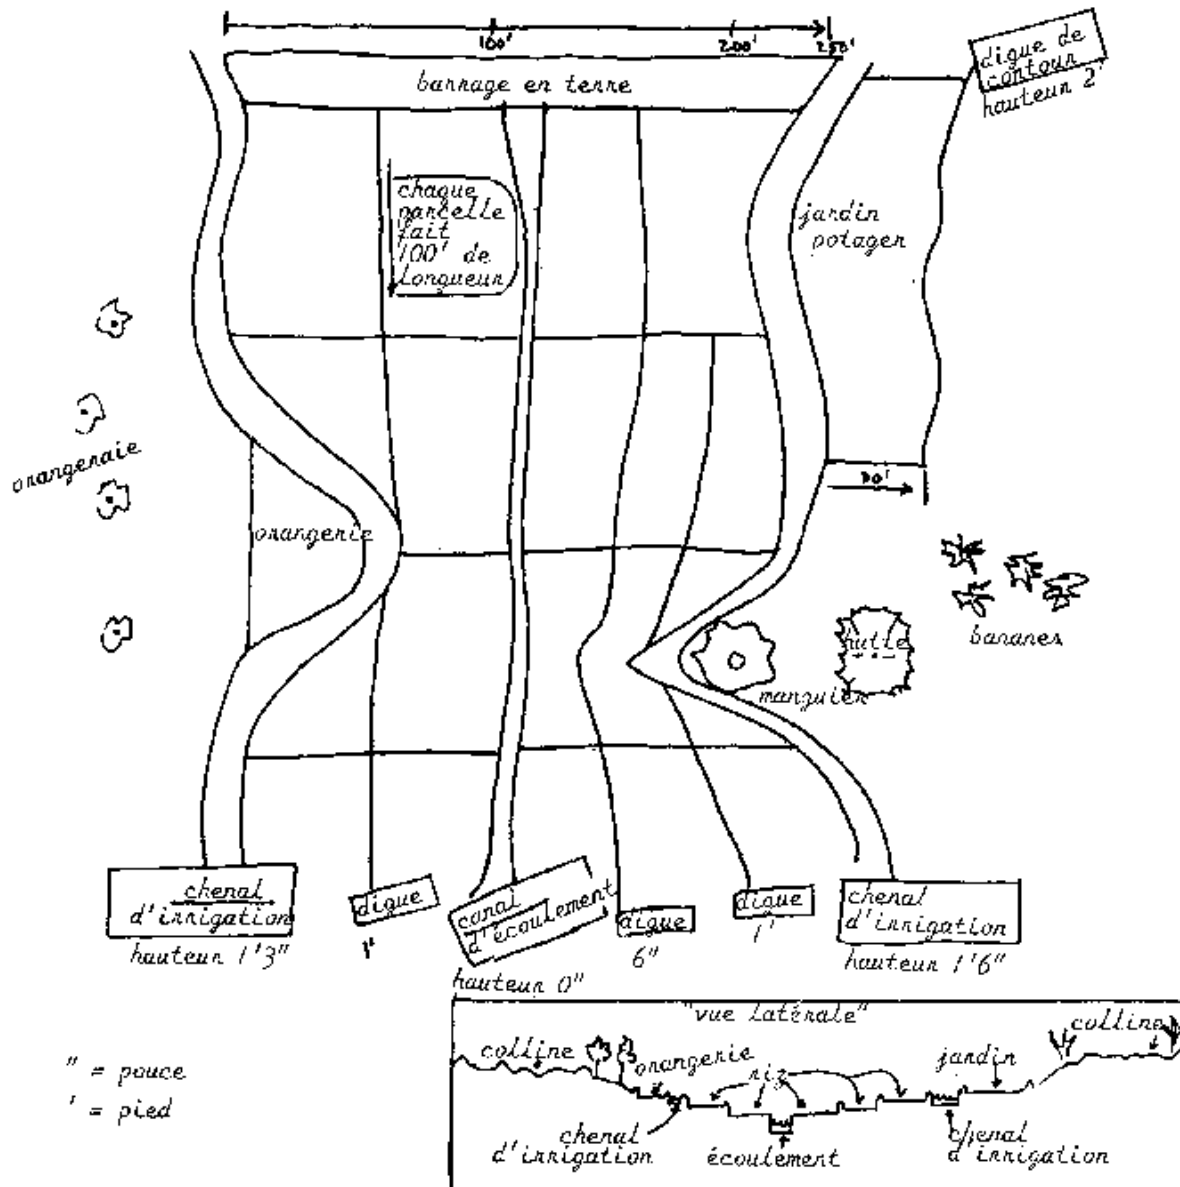 100'
200'
250'
digue de
contour
hauteur 2'
barrage en terre
chaque
parcelle
fait
100' de
longueur
jardin
potager
orangeraie
orangerie
30'
bananes
hutte
manguier
chenal
d'irrigation
hauteur 1'3"
digue
1'
canal
d'écoulement
hauteur 0"
digue
6"
digue
1'
chenal
d'irrigation
hauteur 1'6"
"vue latérale"
colline
orangerie
riz
jardin
colline
chenal
d'irrigation
écoulement
chenal
d'irrigation
" = pouce
' = pied